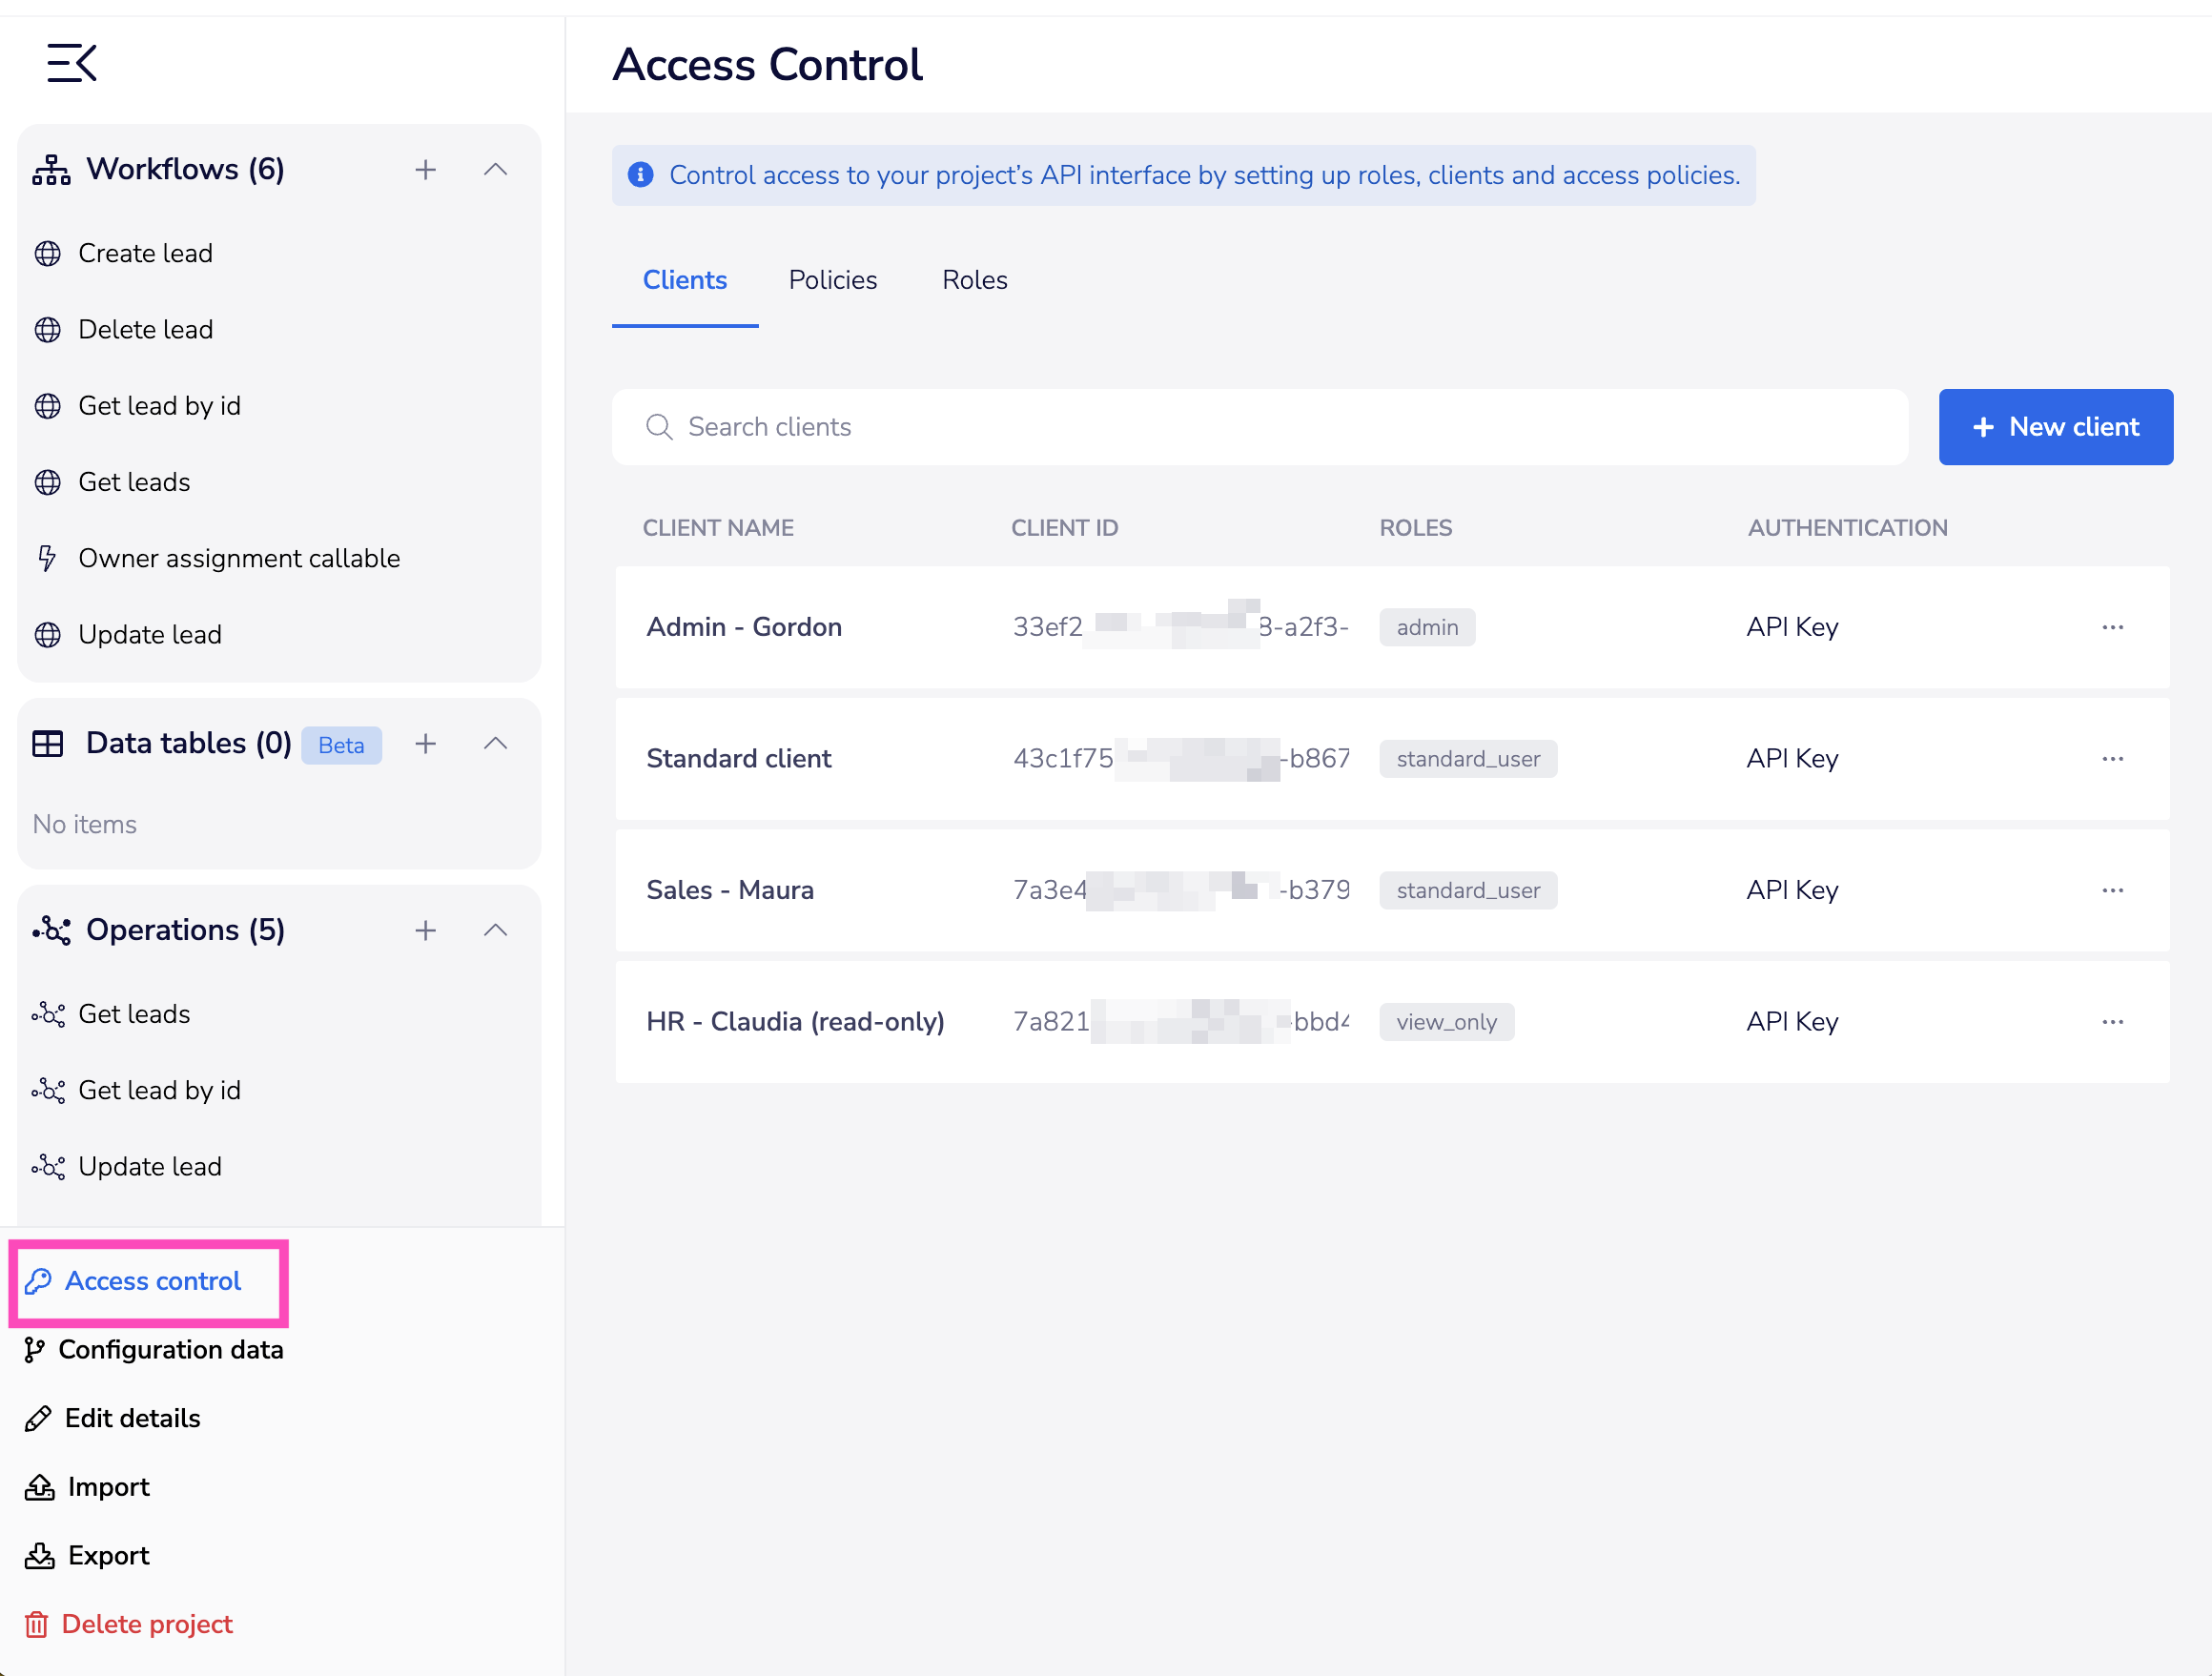 Access Control
Workflows (6)
Create lead
Delete lead
Get lead by id
Get leads
Owner assignment callable
Update lead
Data tables (0) Beta
No items
Operations (5)
Get leads
Get lead by id
Update lead
Access control
Configuration data
Edit details
Import
Export
Delete project
Control access to your project’s API interface by setting up roles, clients and access policies.
Clients Policies Roles
Search clients
+ New client
CLIENT NAME CLIENT ID ROLES AUTHENTICATION
Admin - Gordon 33ef2 8-a2f3- admin API Key
Standard client 43c1f75 -b867 standard_user API Key
Sales - Maura 7a3e4 -b379 standard_user API Key
HR - Claudia (read-only) 7a821 -bbd4 view_only API Key